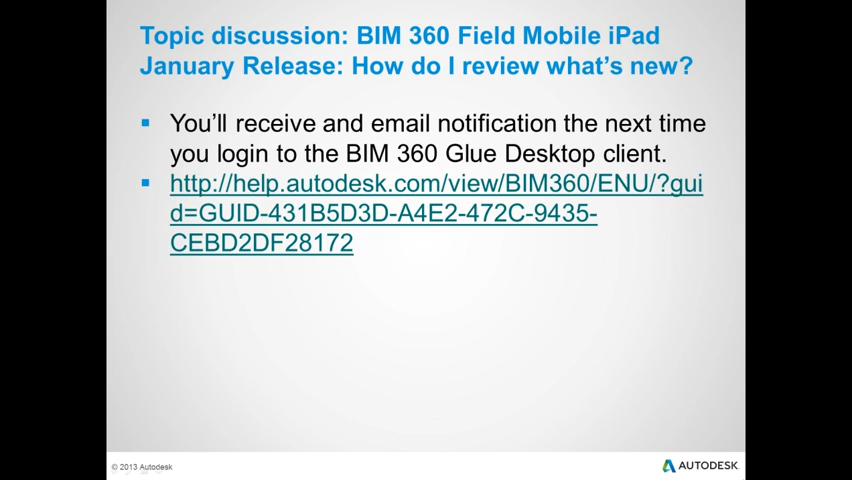 Topic discussion: BIM 360 Field Mobile iPad
January Release: How do I review what's new?
You'll receive and email notification the next time
you login to the BIM 360 Glue Desktop client.
http://help.autodesk.com/view/BIM360/ENU/?gui
d=GUID-431B5D3D-A4E2-472C-9435-
CEBD2DF28172
© 2013 Autodesk
AUTODESK.